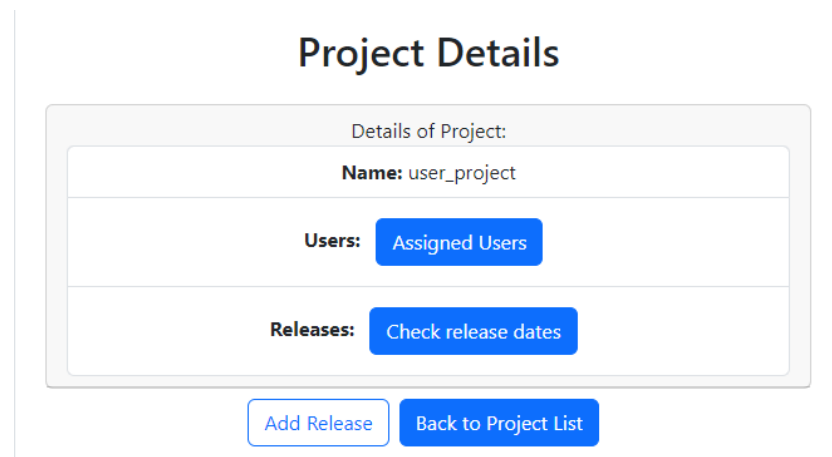 Project Details
Details of Project:
Name: user_project
Users: Assigned Users
Releases: Check release dates
Add Release Back to Project List